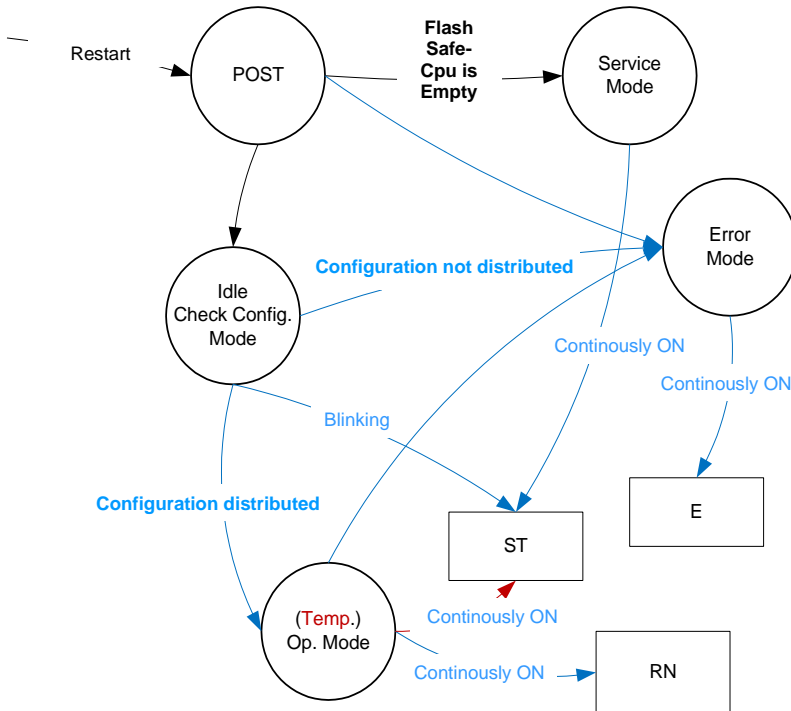 Restart
POST
Flash
Safe-
Cpu is
Empty
Service
Mode
Error
Mode
Configuration not distributed
Idle
Check Config.
Mode
Continously ON
Continously ON
Blinking
Configuration distributed
E
ST
(Temp.)
Op. Mode
Continously ON
Continously ON
RN